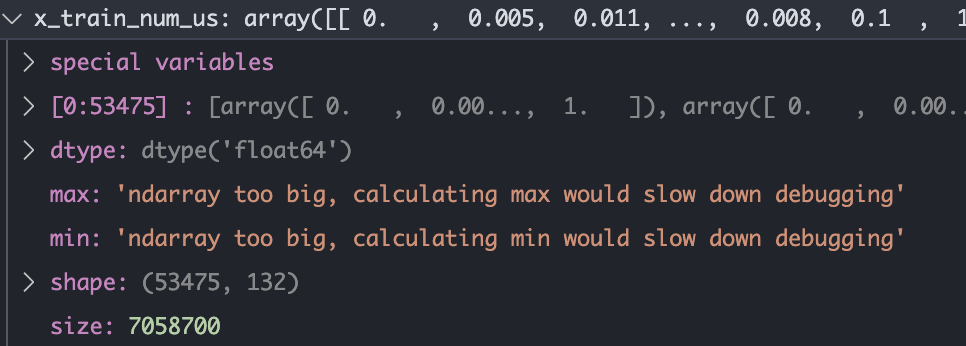 x_train_num_us: array([[ 0.   ,  0.005,  0.011, ...,  0.008,  0.1  ,  1
special variables
[0:53475] : [array([ 0.   ,  0.00...,  1.   ]), array([ 0.   ,  0.00..
dtype: dtype('float64')
max: 'ndarray too big, calculating max would slow down debugging'
min: 'ndarray too big, calculating min would slow down debugging'
shape: (53475, 132)
size: 7058700